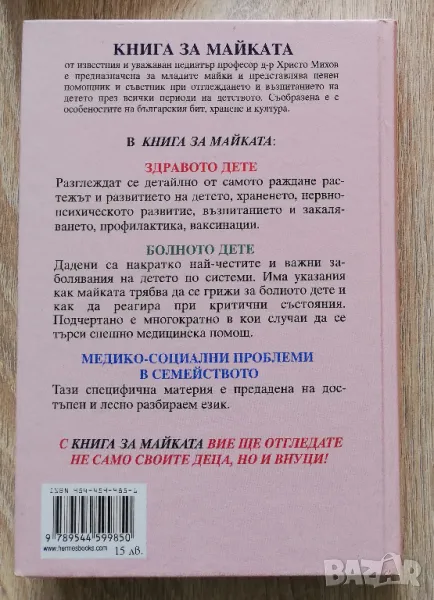 КНИГА ЗА МАЙКАТА
от известния и уважаван педиатър професор д-р Христо Михов
е предназначена за младите майки и представлява ценен
помощник и съветник при отглеждането и възпитанието на
детето през всички периоди на детството. Съобразена е с
особеностите на българския бит, хранене и култура.
В КНИГА ЗА МАЙКАТА:
ЗДРАВОТО ДЕТЕ
Разглеждат се детайлно от самото раждане рас-
тежът и развитието на детето, храненето, нервно-
психическото развитие, възпитанието и закаля-
ването, профилактика, ваксинации.
БОЛНОТО ДЕТЕ
Дадени са накратко най-честите и важни за-
болявания на детето по системи. Има указания
как майката трябва да се грижи за болното дете и
как да реагира при критични състояния.
Подчертано е многократно в кои случаи да се
търси спешно медицинска помощ.
МЕДИКО-СОЦИАЛНИ ПРОБЛЕМИ
В СЕМЕЙСТВОТО
Тази специфична материя е предадена на дос-
тъпен и лесно разбираем език.
С КНИГА ЗА МАЙКАТА ВИЕ ЩЕ ОТГЛЕДАТЕ
НЕ САМО СВОИТЕ ДЕЦА, НО И ВНУЦИ!
ISBN
9 789544 599850
www.hermesbooks.com
15 лв.
BAZAR